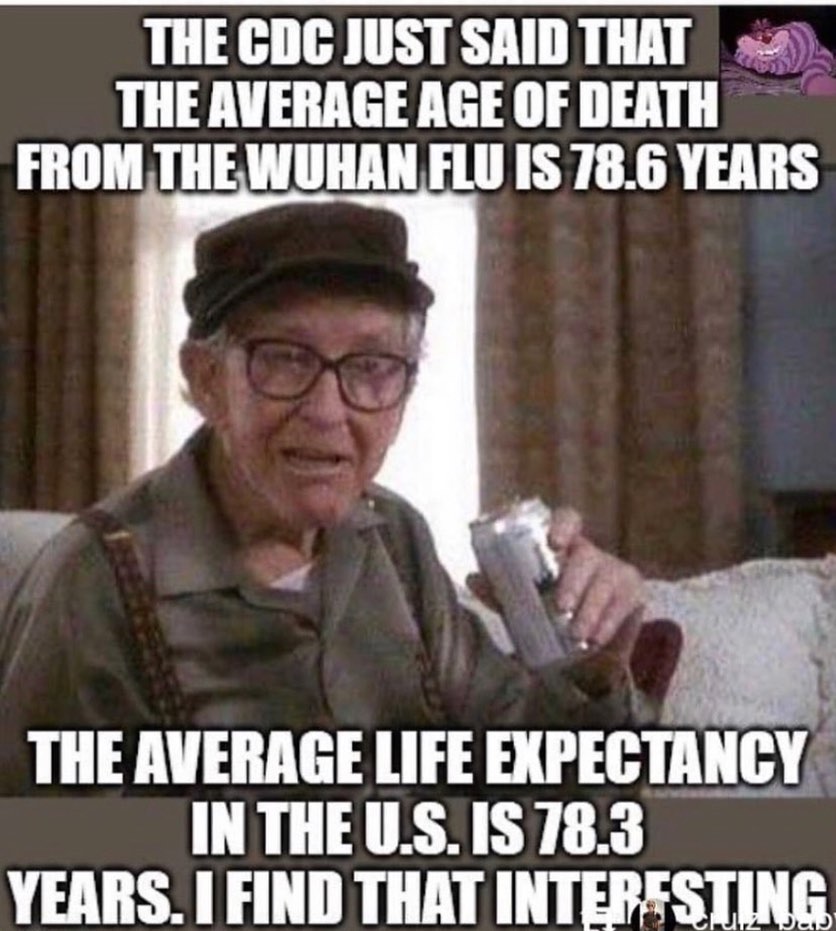 THE CDC JUST SAID THAT
THE AVERAGE AGE OF DEATH
FROM THE WUHAN FLU IS 78.6 YEARS
THE AVERAGE LIFE EXPECTANCY
IN THE U.S. IS 78.3
YEARS. I FIND THAT INTERESTING